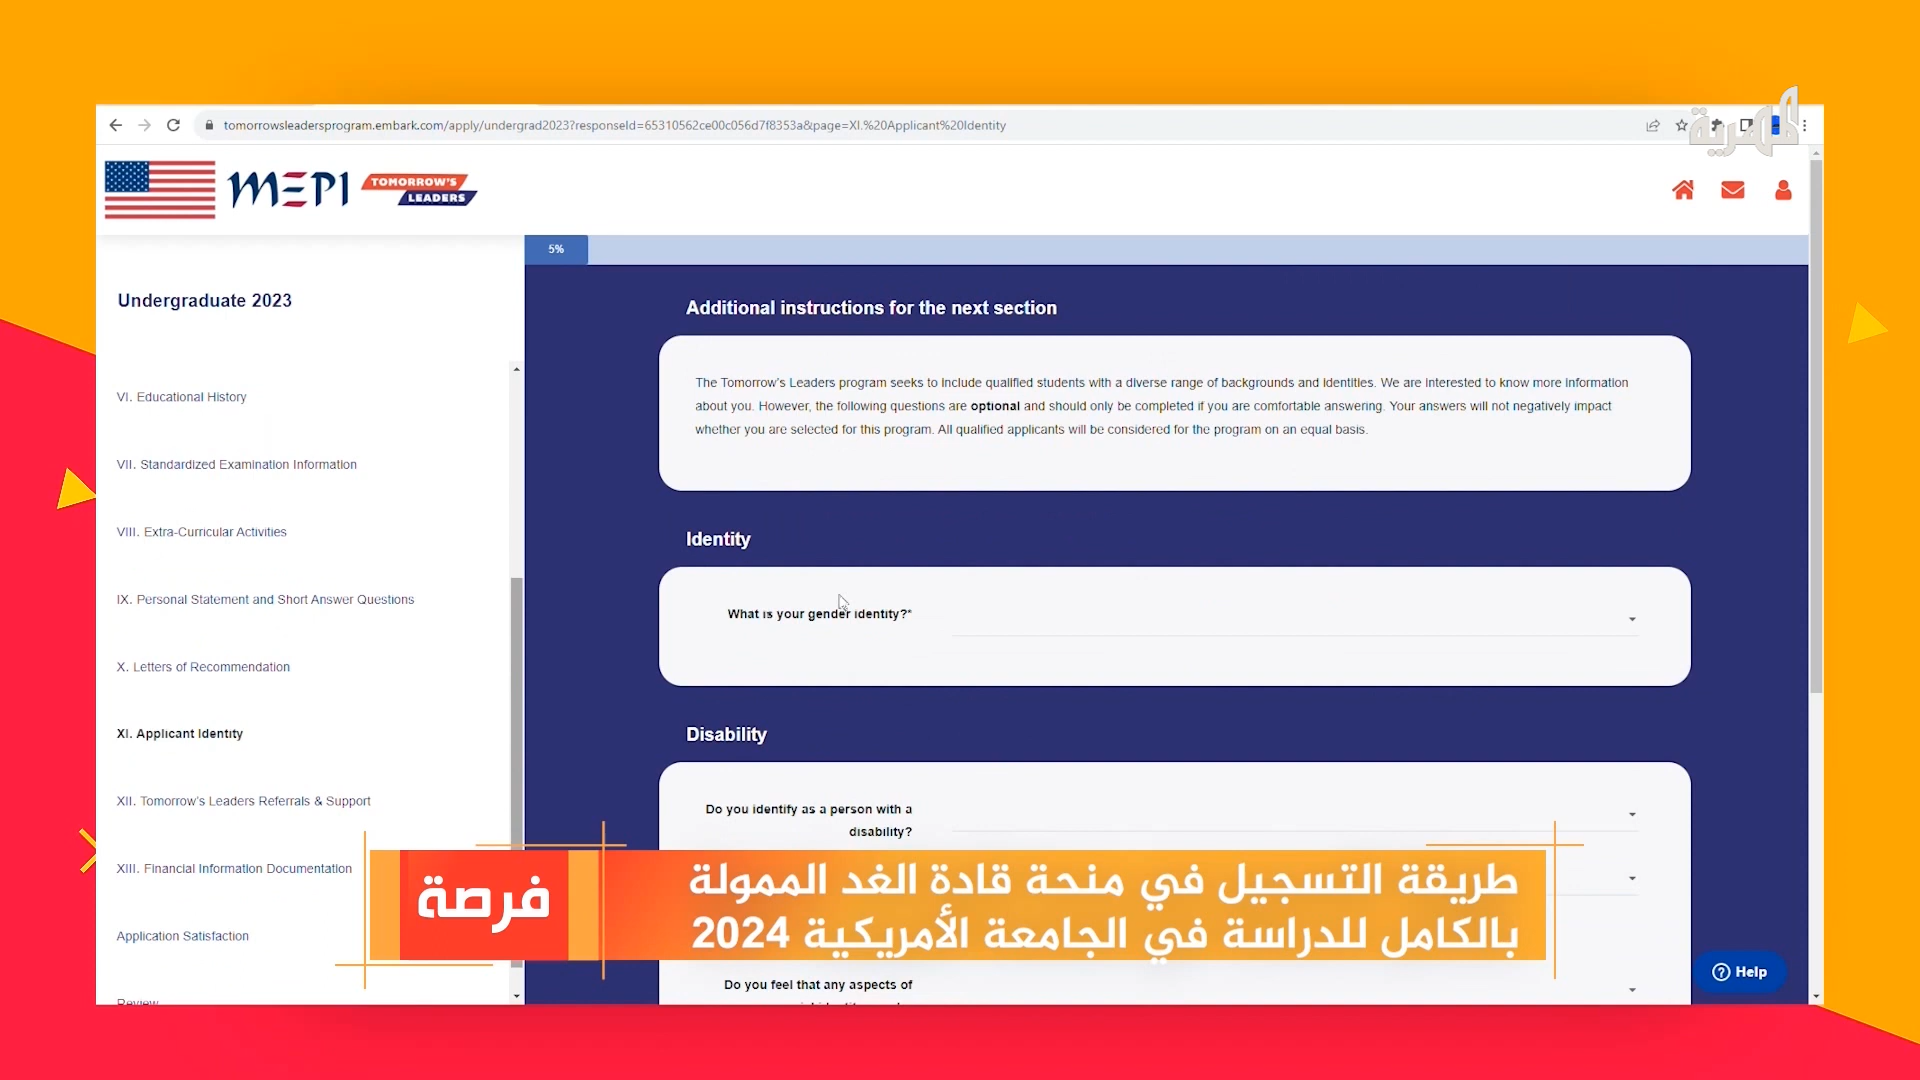 المهرية
tomorrowsleadersprogram.embark.com/apply/undergrad2023?responseId=65310562ce00c056d7f8353a&page=XI.%20Applicant%20Identity
MEPI
TOMORROW'S
LEADERS
5%
Undergraduate 2023
VI. Educational History
VII. Standardized Examination Information
VIII. Extra-Curricular Activities
IX. Personal Statement and Short Answer Questions
X. Letters of Recommendation
XI. Applicant Identity
XII. Tomorrow's Leaders Referrals & Support
XIII. Financial Information Documentation
Application Satisfaction
Review
Additional instructions for the next section
The Tomorrow's Leaders program seeks to include qualified students with a diverse range of backgrounds and identities. We are interested to know more information
about you. However, the following questions are optional and should only be completed if you are comfortable answering. Your answers will not negatively impact
whether you are selected for this program. All qualified applicants will be considered for the program on an equal basis.
Identity
What is your gender identity?*
Disability
Do you identify as a person with a
disability?
Do you feel that any aspects of
Help
فرصة
طريقة التسجيل في منحة قادة الغد الممولة
بالكامل للدراسة في الجامعة الأمريكية 2024